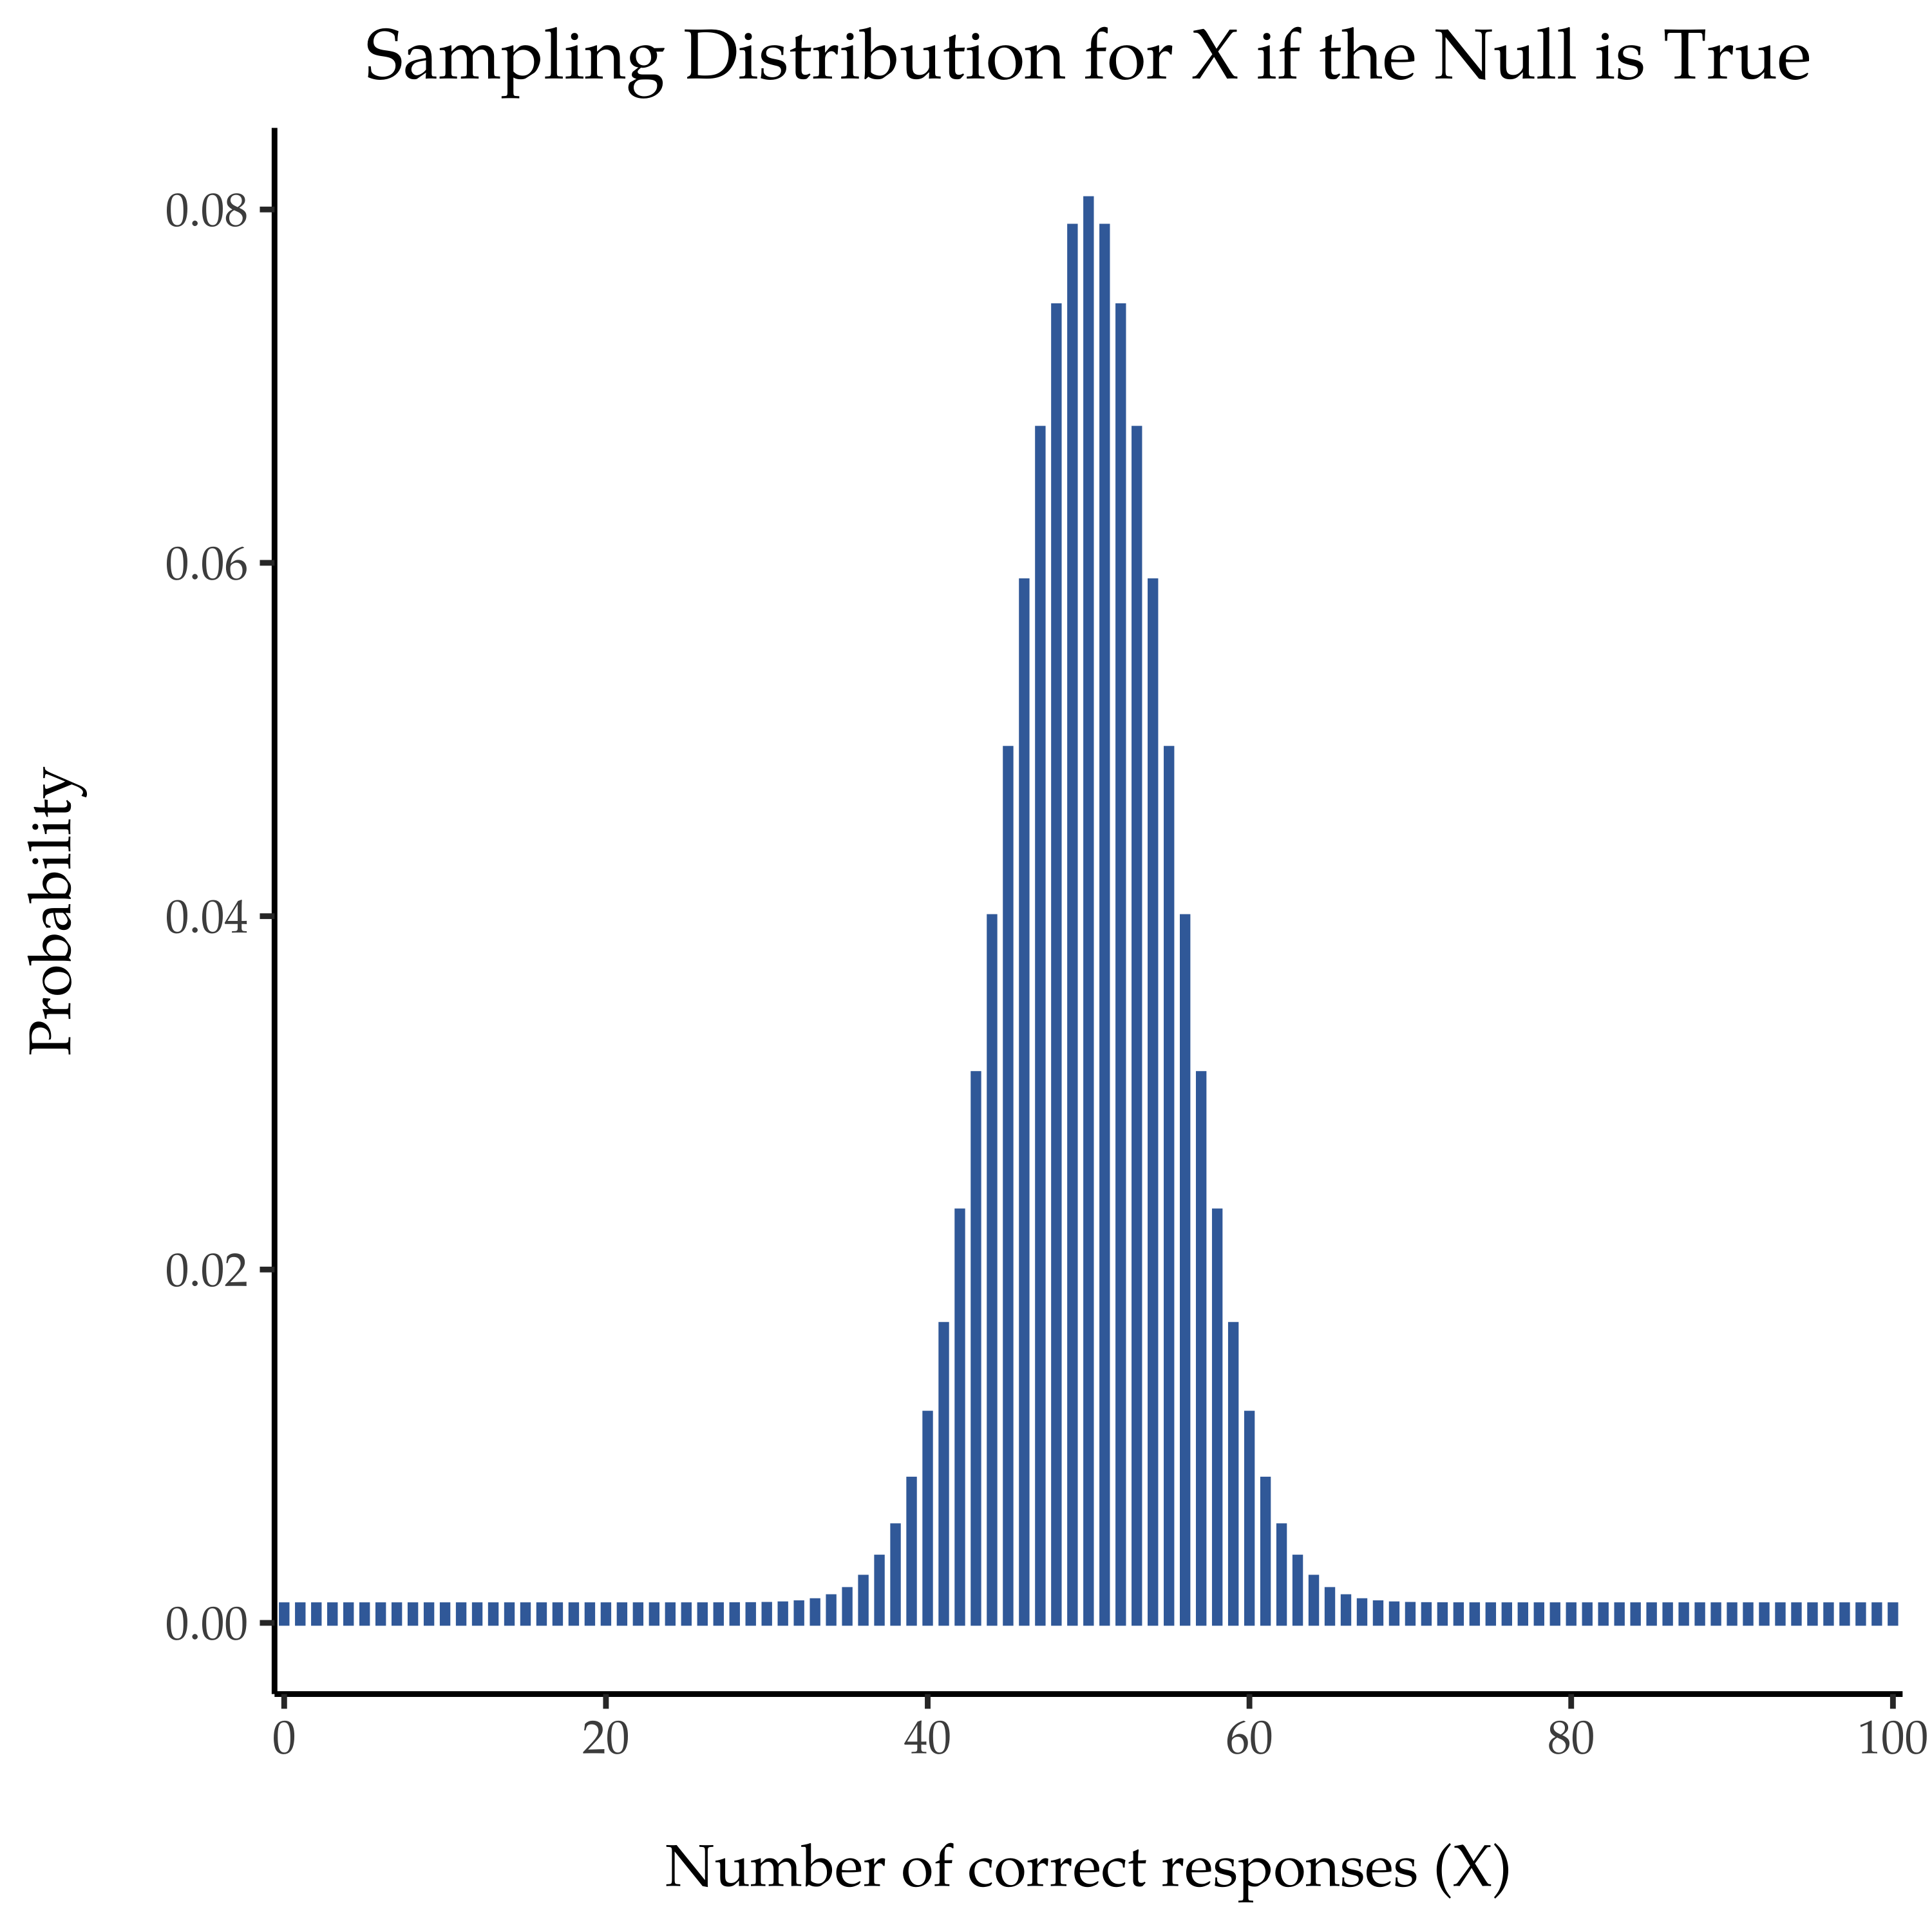 Sampling Distribution for X if the Null is True
0.08
0.06
0.04
0.02
0.00
Probability
0 20 40 60 80 100
Number of correct responses (X)